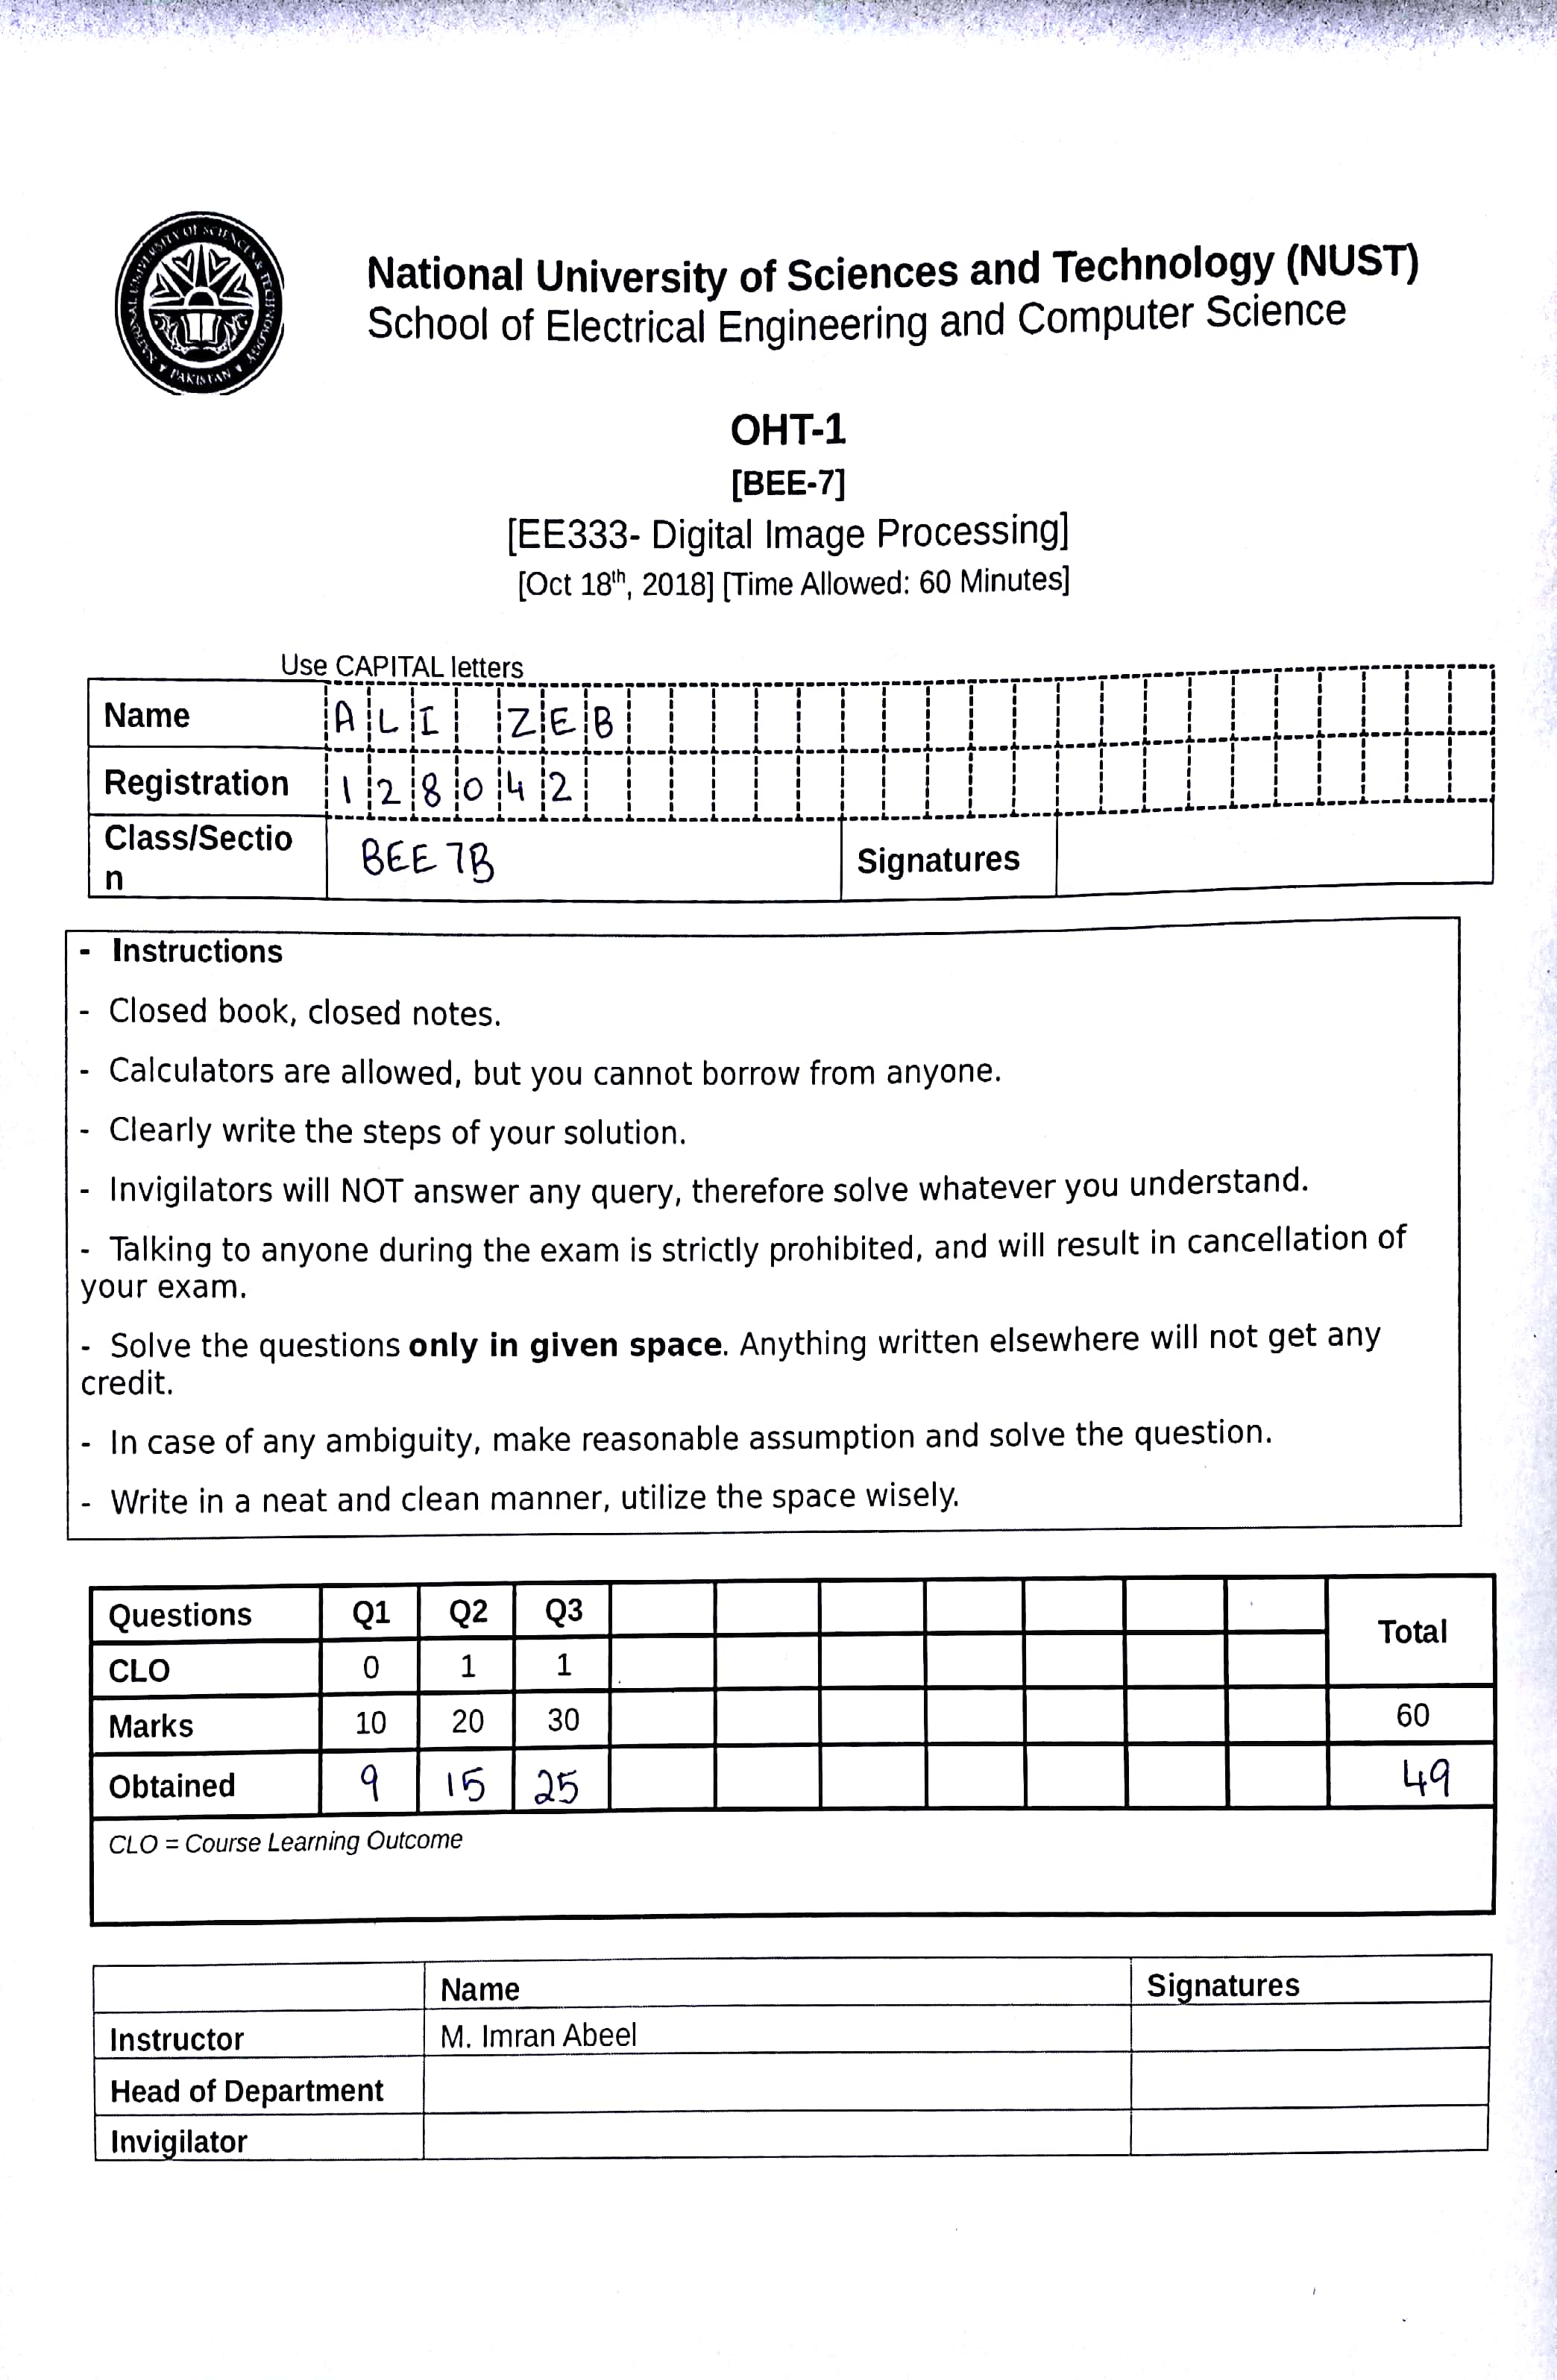 NATIONAL UNIVERSITY OF SCIENCES & TECHNOLOGY
PAKISTAN
National University of Sciences and Technology (NUST)
School of Electrical Engineering and Computer Science
OHT-1
[BEE-7]
[EE333- Digital Image Processing]
[Oct 18th, 2018] [Time Allowed: 60 Minutes]
Use CAPITAL letters
Name ALI ZEB
Registration 128042
Class/Sectio
n BEE 7B Signatures
- Instructions
- Closed book, closed notes.
- Calculators are allowed, but you cannot borrow from anyone.
- Clearly write the steps of your solution.
- Invigilators will NOT answer any query, therefore solve whatever you understand.
- Talking to anyone during the exam is strictly prohibited, and will result in cancellation of
your exam.
- Solve the questions only in given space. Anything written elsewhere will not get any
credit.
- In case of any ambiguity, make reasonable assumption and solve the question.
- Write in a neat and clean manner, utilize the space wisely.
Questions Q1 Q2 Q3 Total
CLO 0 1 1
Marks 10 20 30 60
Obtained 9 15 25 49
CLO = Course Learning Outcome
Name Signatures
Instructor M. Imran Abeel
Head of Department
Invigilator